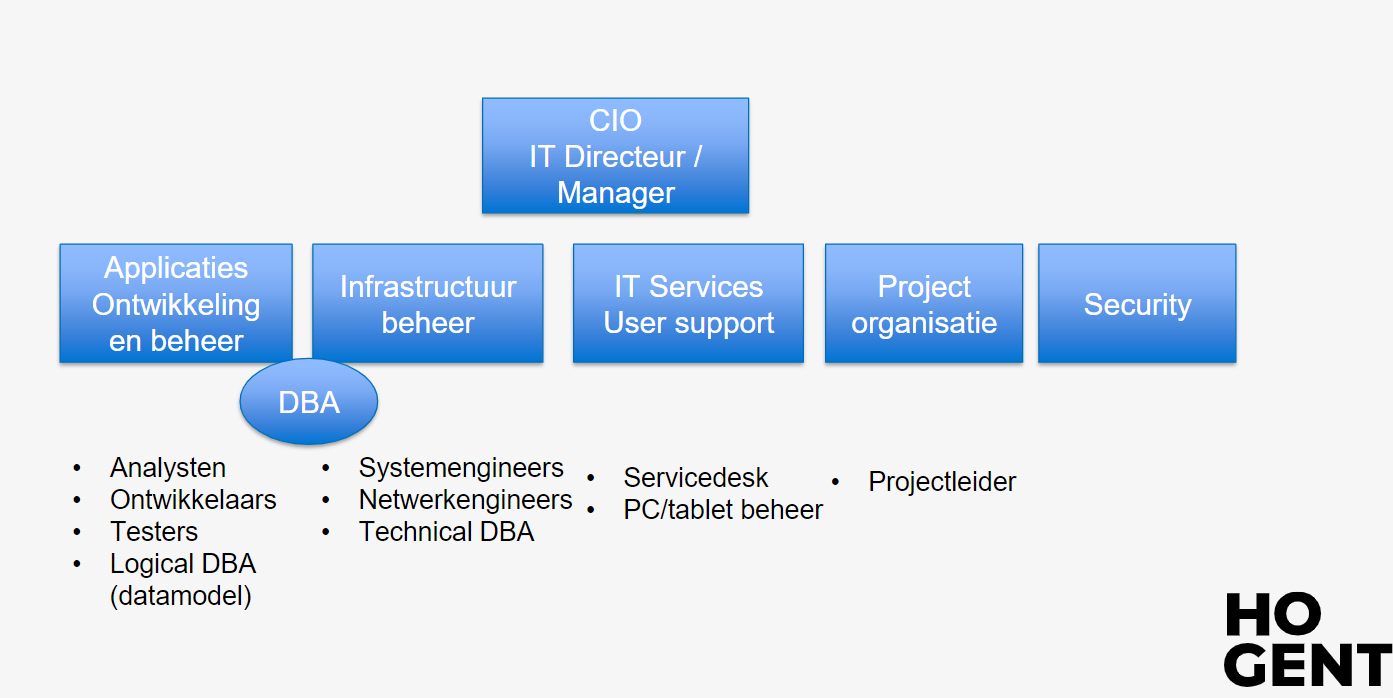 CIO
IT Directeur /
Manager
Applicaties
Ontwikkeling
en beheer
Infrastructuur
beheer
IT Services
User support
Project
organisatie
Security
DBA
• Analysten
• Ontwikkelaars
• Testers
• Logical DBA
(datamodel)
• Systemengineers
• Netwerkengineers
• Technical DBA
• Servicedesk
• PC/tablet beheer
• Projectleider
HO
GENT